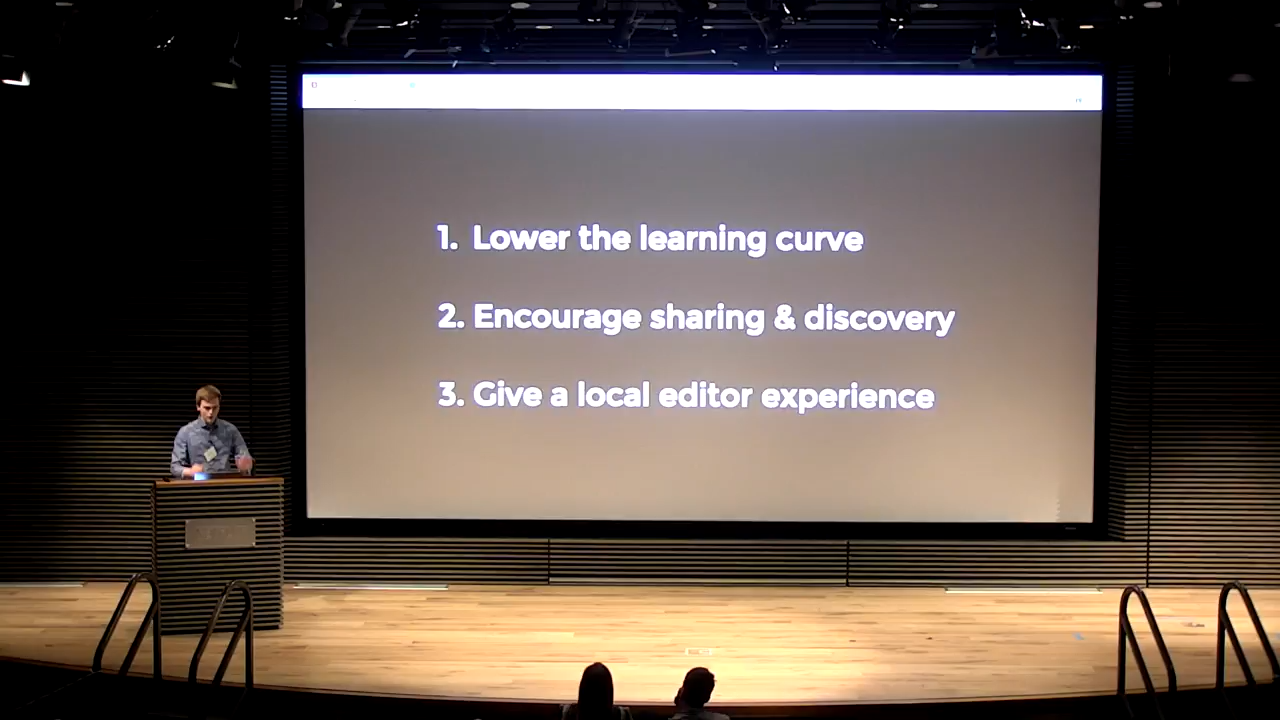 1. Lower the learning curve
2. Encourage sharing & discovery
3. Give a local editor experience